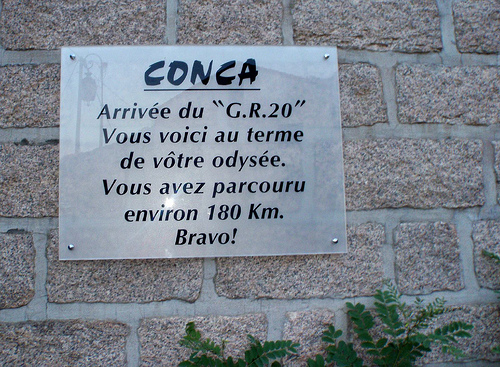 CONCA
Arrivée du "G.R.20"
Vous voici au terme
de vôtre odysée.
Vous avez parcouru
environ 180 Km.
Bravo!